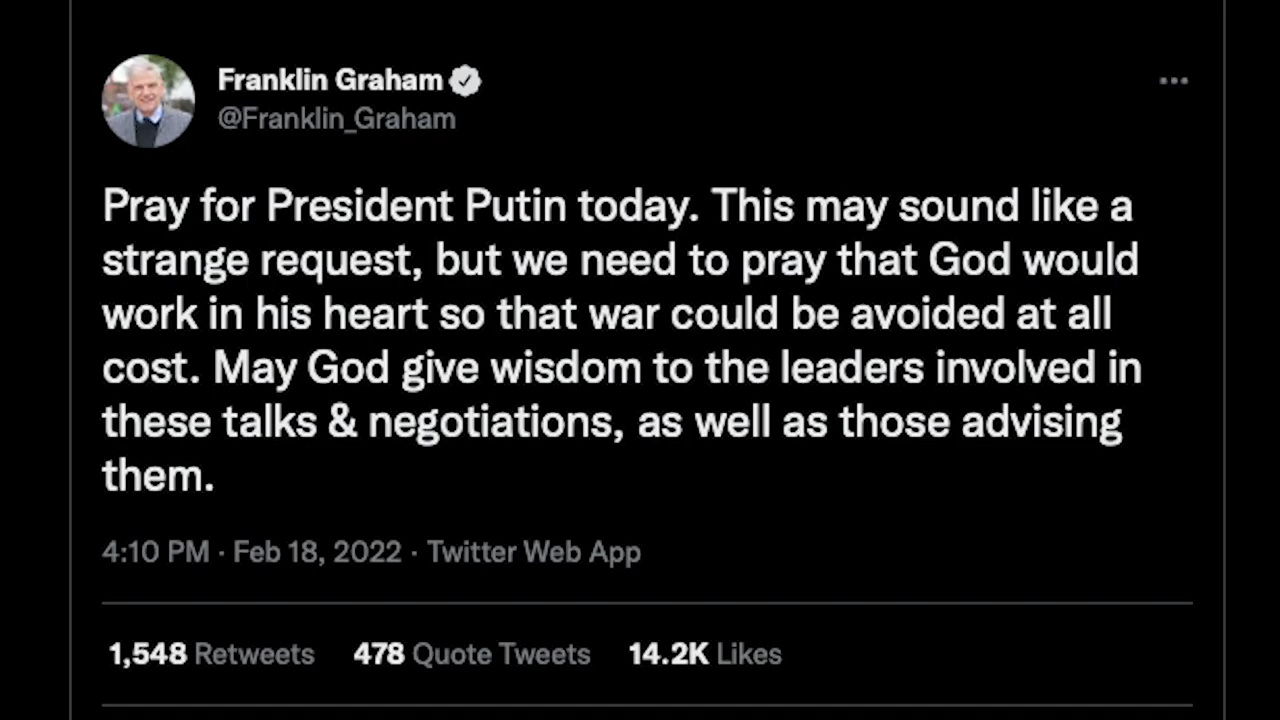 Franklin Graham
@Franklin_Graham
Pray for President Putin today. This may sound like a
strange request, but we need to pray that God would
work in his heart so that war could be avoided at all
cost. May God give wisdom to the leaders involved in
these talks & negotiations, as well as those advising
them.
4:10 PM · Feb 18, 2022 · Twitter Web App
1,548 Retweets 478 Quote Tweets 14.2K Likes